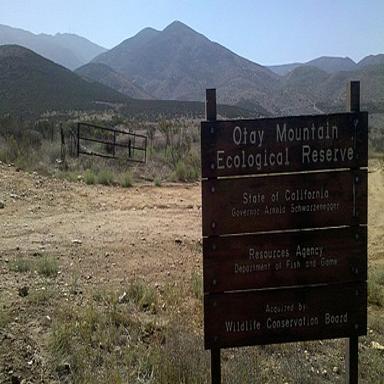 Otay Mountain
Ecological Reserve
State of California
Governor Arnold Schwarzenegger
Resources Agency
Department of Fish and Game
Acquired by:
Wildlife Conservation Board